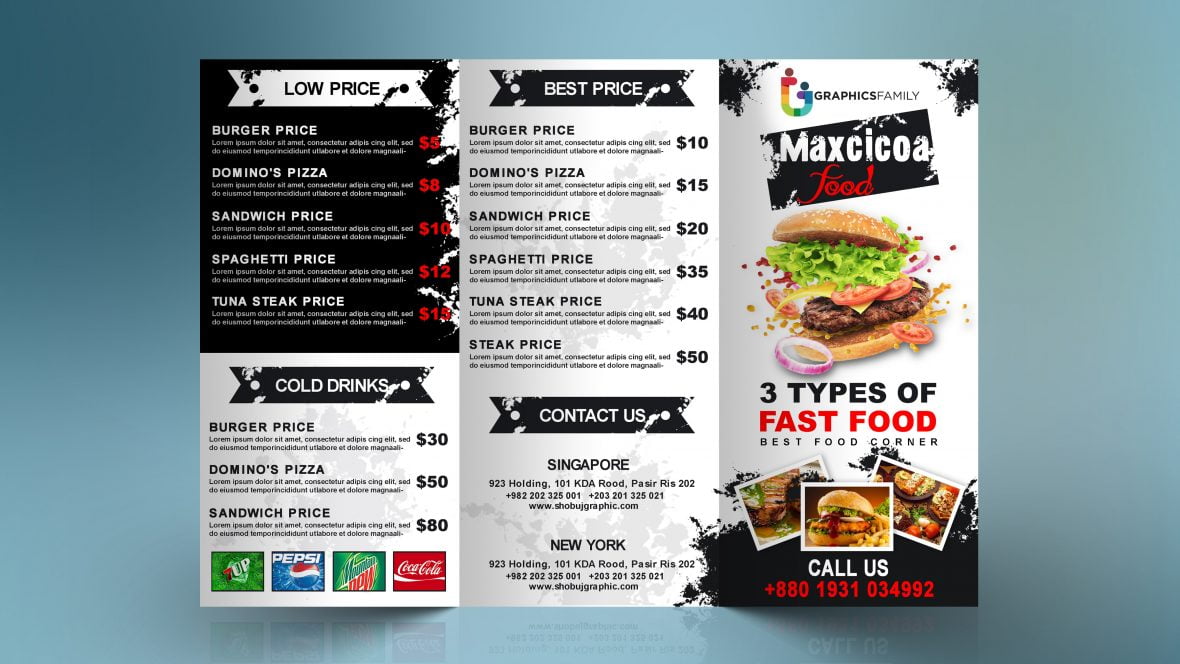 LOW PRICE
BURGER PRICE
Lorem ipsum dolor sit amet, consectetur adipis cing elit, sed
do eiusmod temporincididunt utlabore et dolore magnaali-
$5
DOMINO'S PIZZA
Lorem ipsum dolor sit amet, consectetur adipis cing elit, sed
do eiusmod temporincididunt utlabore et dolore magnaali-
$8
SANDWICH PRICE
Lorem ipsum dolor sit amet, consectetur adipis cing elit, sed
do eiusmod temporincididunt utlabore et dolore magnaali-
$10
SPAGHETTI PRICE
Lorem ipsum dolor sit amet, consectetur adipis cing elit, sed
do eiusmod temporincididunt utlabore et dolore magnaali-
$12
TUNA STEAK PRICE
Lorem ipsum dolor sit amet, consectetur adipis cing elit, sed
do eiusmod temporincididunt utlabore et dolore magnaali-
$15
COLD DRINKS
BURGER PRICE
Lorem ipsum dolor sit amet, consectetur adipis cing elit, sed
do eiusmod temporincididunt utlabore et dolore magnaali-
$30
DOMINO'S PIZZA
Lorem ipsum dolor sit amet, consectetur adipis cing elit, sed
do eiusmod temporincididunt utlabore et dolore magnaali-
$50
SANDWICH PRICE
Lorem ipsum dolor sit amet, consectetur adipis cing elit, sed
do eiusmod temporincididunt utlabore et dolore magnaali-
$80
7UP
PEPSI
Mountain Dew
Coca-Cola
BEST PRICE
BURGER PRICE
Lorem ipsum dolor sit amet, consectetur adipis cing elit, sed
do eiusmod temporincididunt utlabore et dolore magnaali-
$10
DOMINO'S PIZZA
Lorem ipsum dolor sit amet, consectetur adipis cing elit, sed
do eiusmod temporincididunt utlabore et dolore magnaali-
$15
SANDWICH PRICE
Lorem ipsum dolor sit amet, consectetur adipis cing elit, sed
do eiusmod temporincididunt utlabore et dolore magnaali-
$20
SPAGHETTI PRICE
Lorem ipsum dolor sit amet, consectetur adipis cing elit, sed
do eiusmod temporincididunt utlabore et dolore magnaali-
$35
TUNA STEAK PRICE
Lorem ipsum dolor sit amet, consectetur adipis cing elit, sed
do eiusmod temporincididunt utlabore et dolore magnaali-
$40
STEAK PRICE
Lorem ipsum dolor sit amet, consectetur adipis cing elit, sed
do eiusmod temporincididunt utlabore et dolore magnaali-
$50
CONTACT US
SINGAPORE
923 Holding, 101 KDA Rood, Pasir Ris 202
+982 202 325 001 +203 201 325 021
www.shobujgraphic.com
NEW YORK
923 Holding, 101 KDA Rood, Pasir Ris 202
+982 202 325 001 +203 201 325 021
www.shobujgraphic.com
GRAPHICSFAMILY
Maxcicoa
food
3 TYPES OF
FAST FOOD
BEST FOOD CORNER
CALL US
+880 1931 034992